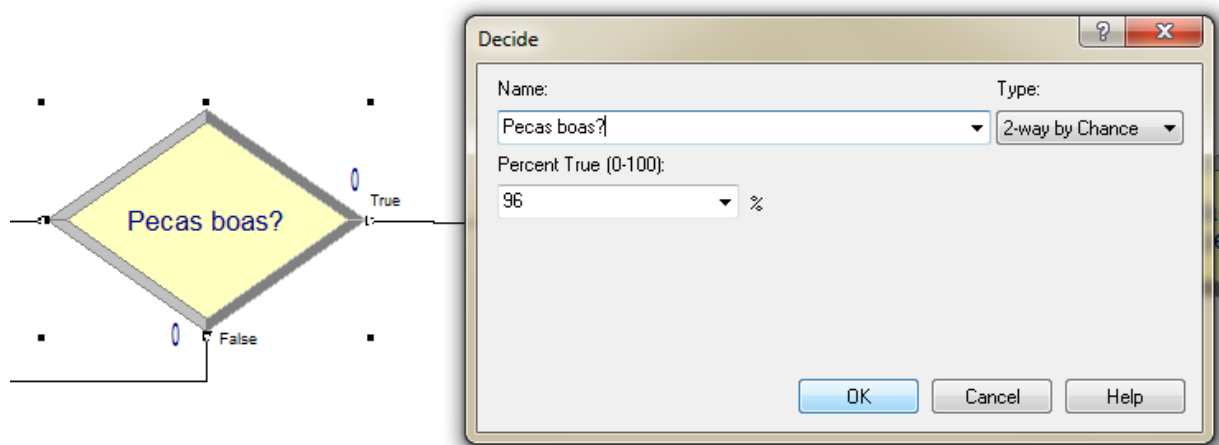 0
True
Pecas boas?
0
False
Decide
Name:
Type:
Pecas boas?
2-way by Chance
Percent True (0-100):
96
%
OK
Cancel
Help